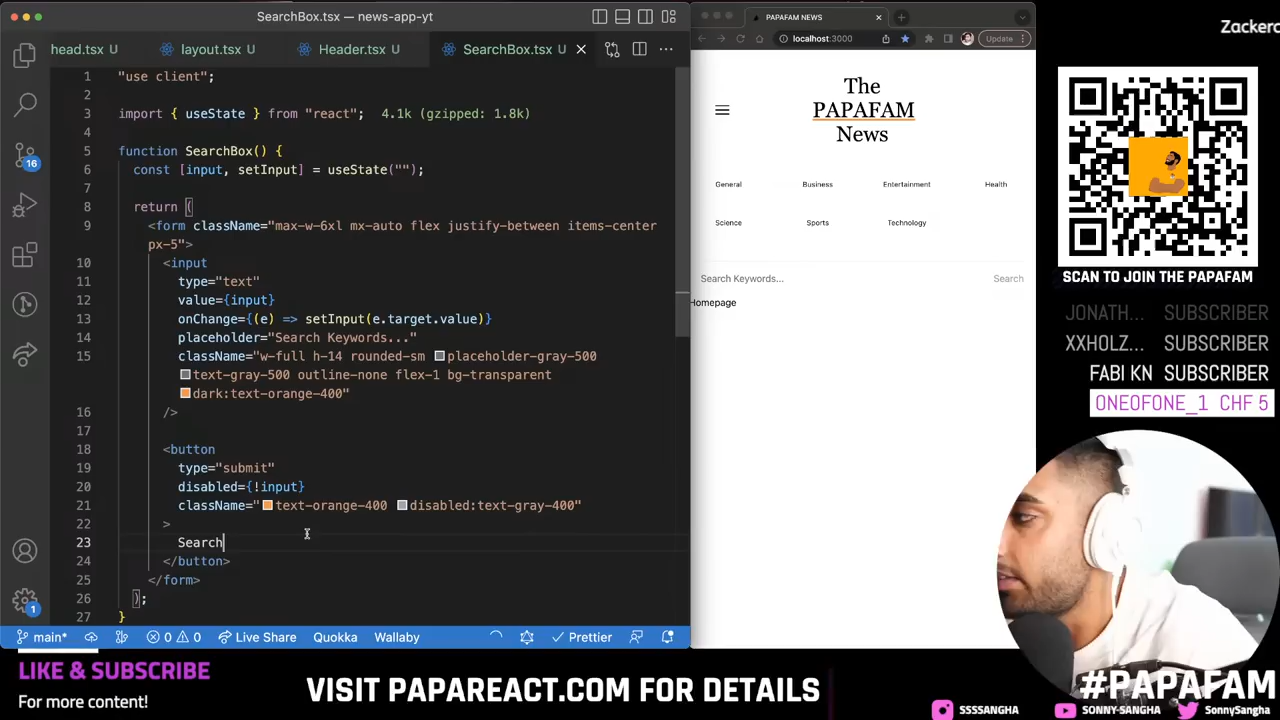 SearchBox.tsx — news-app-yt
head.tsx U
layout.tsx U
Header.tsx U
SearchBox.tsx U
1 "use client";
2
3 import { useState } from "react"; 4.1k (gzipped: 1.8k)
4
5 function SearchBox() {
6 const [input, setInput] = useState("");
7
8 return (
9 <form className="max-w-6xl mx-auto flex justify-between items-center
px-5">
10 <input
11 type="text"
12 value={input}
13 onChange={(e) => setInput(e.target.value)}
14 placeholder="Search Keywords..."
15 className="w-full h-14 rounded-sm placeholder-gray-500
text-gray-500 outline-none flex-1 bg-transparent
dark:text-orange-400"
16 />
17
18 <button
19 type="submit"
20 disabled={!input}
21 className="text-orange-400 disabled:text-gray-400"
22 >
23 Search
24 </button>
25 </form>
26 );
27 }
16
1
main*
0 0
Live Share
Quokka
Wallaby
Prettier
PAPAFAM NEWS
localhost:3000
Update
The
PAPAFAM
News
General Business Entertainment Health
Science Sports Technology
Search Keywords...
Search
Homepage
Zackerc
SCAN TO JOIN THE PAPAFAM
JONATH... SUBSCRIBER
XXHOLZ... SUBSCRIBER
FABI KN SUBSCRIBER
ONEOFONE_1 CHF 5
LIKE & SUBSCRIBE
For more content!
VISIT PAPAREACT.COM FOR DETAILS
#PAPAFAM
SSSSANGHA
SONNY-SANGHA
SonnySangha